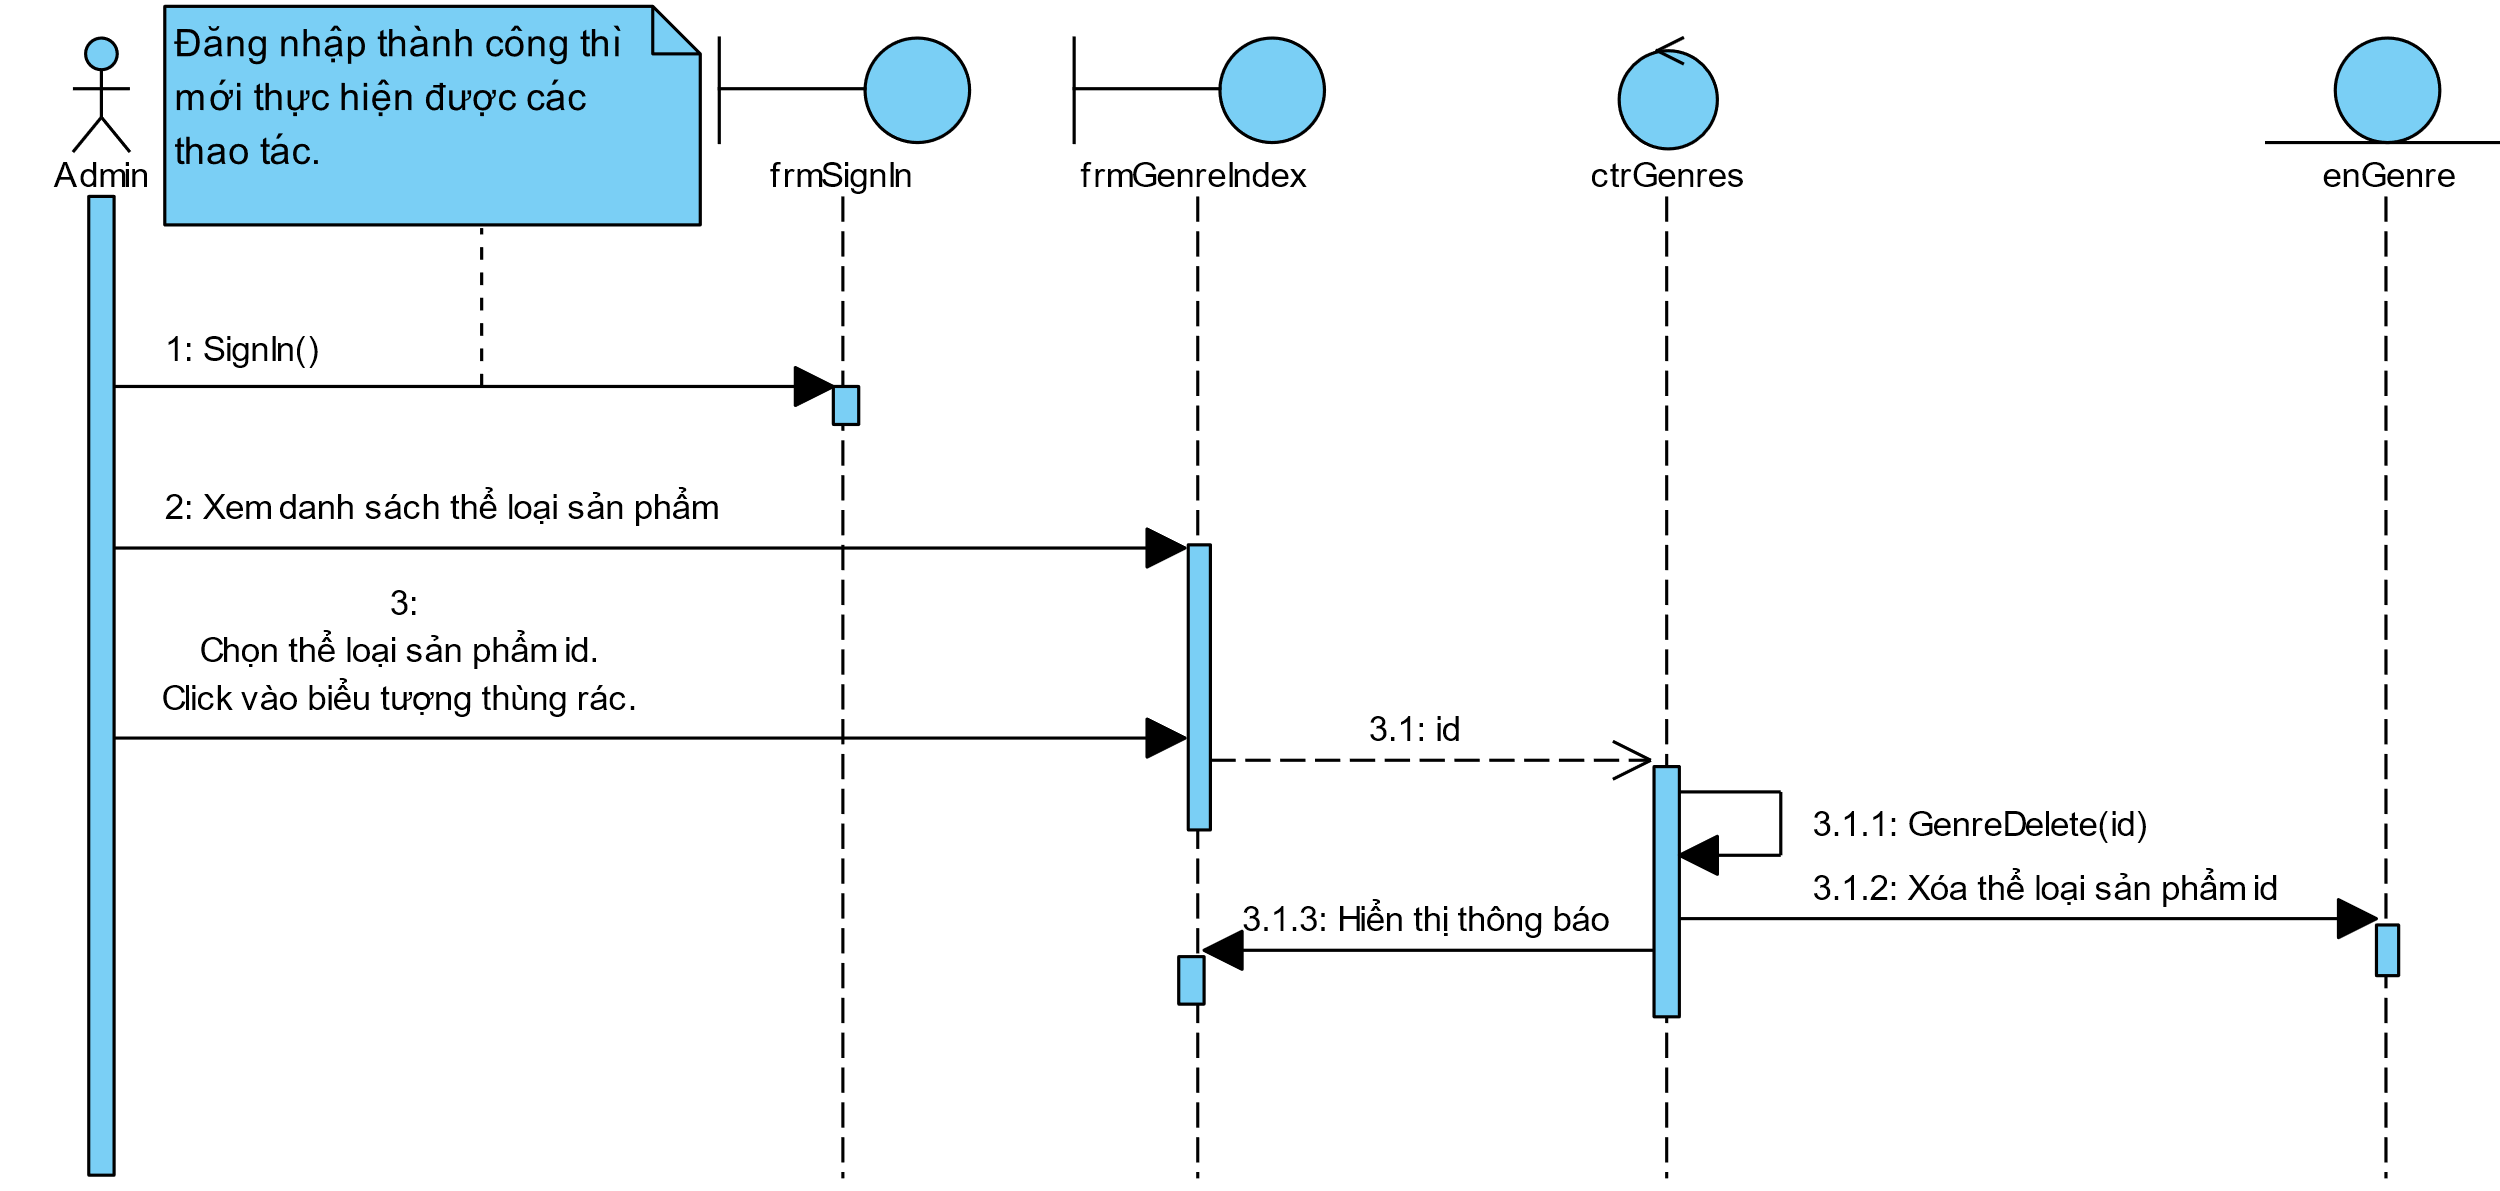 Đăng nhập thành công thì
mới thực hiện được các
thao tác.
Admin
frmSignIn
frmGenreIndex
ctrGenres
enGenre
1: SignIn()
2: Xem danh sách thể loại sản phẩm
3:
Chọn thể loại sản phẩm id.
Click vào biểu tượng thùng rác.
3.1: id
3.1.1: GenreDelete(id)
3.1.2: Xóa thể loại sản phẩm id
3.1.3: Hiển thị thông báo